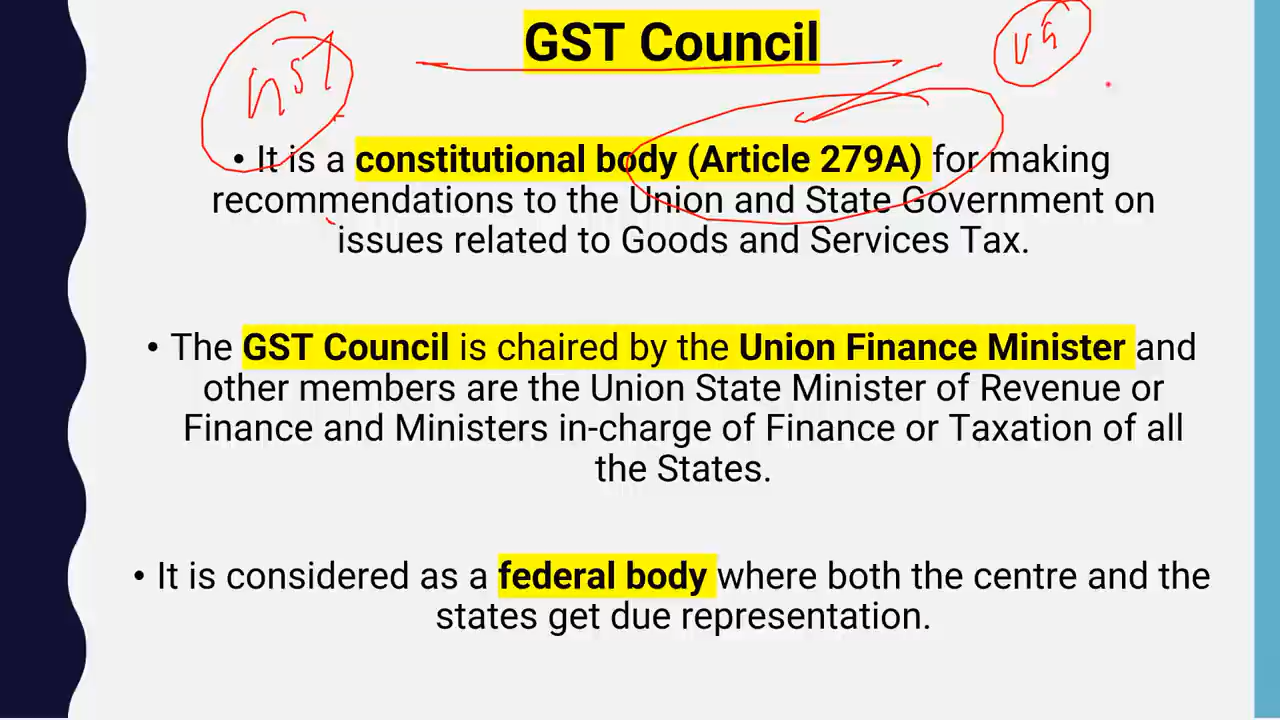 GST Council
GST
• It is a constitutional body (Article 279A) for making
recommendations to the Union and State Government on
issues related to Goods and Services Tax.
• The GST Council is chaired by the Union Finance Minister and
other members are the Union State Minister of Revenue or
Finance and Ministers in-charge of Finance or Taxation of all
the States.
• It is considered as a federal body where both the centre and the
states get due representation.